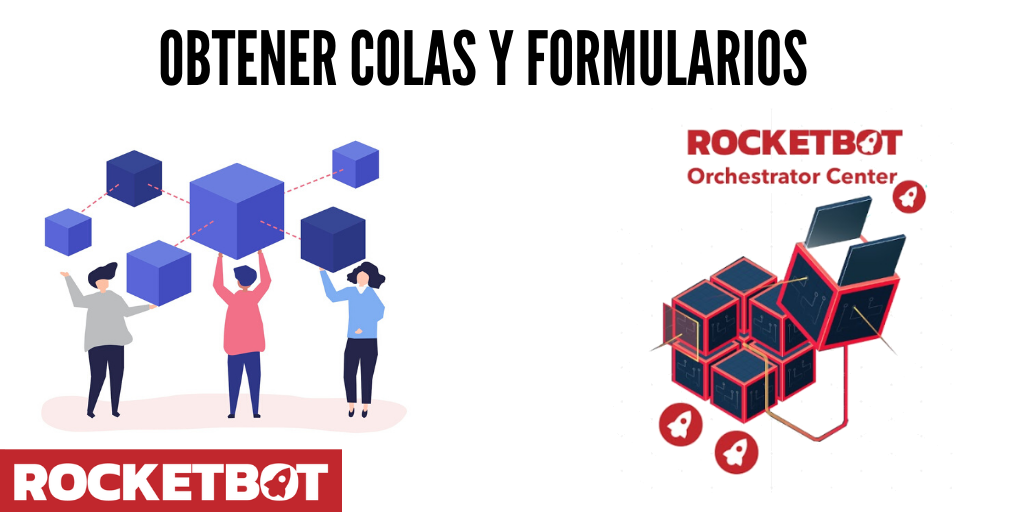 OBTENER COLAS Y FORMULARIOS
ROCKETBOT
Orchestrator Center
ROCKETBOT